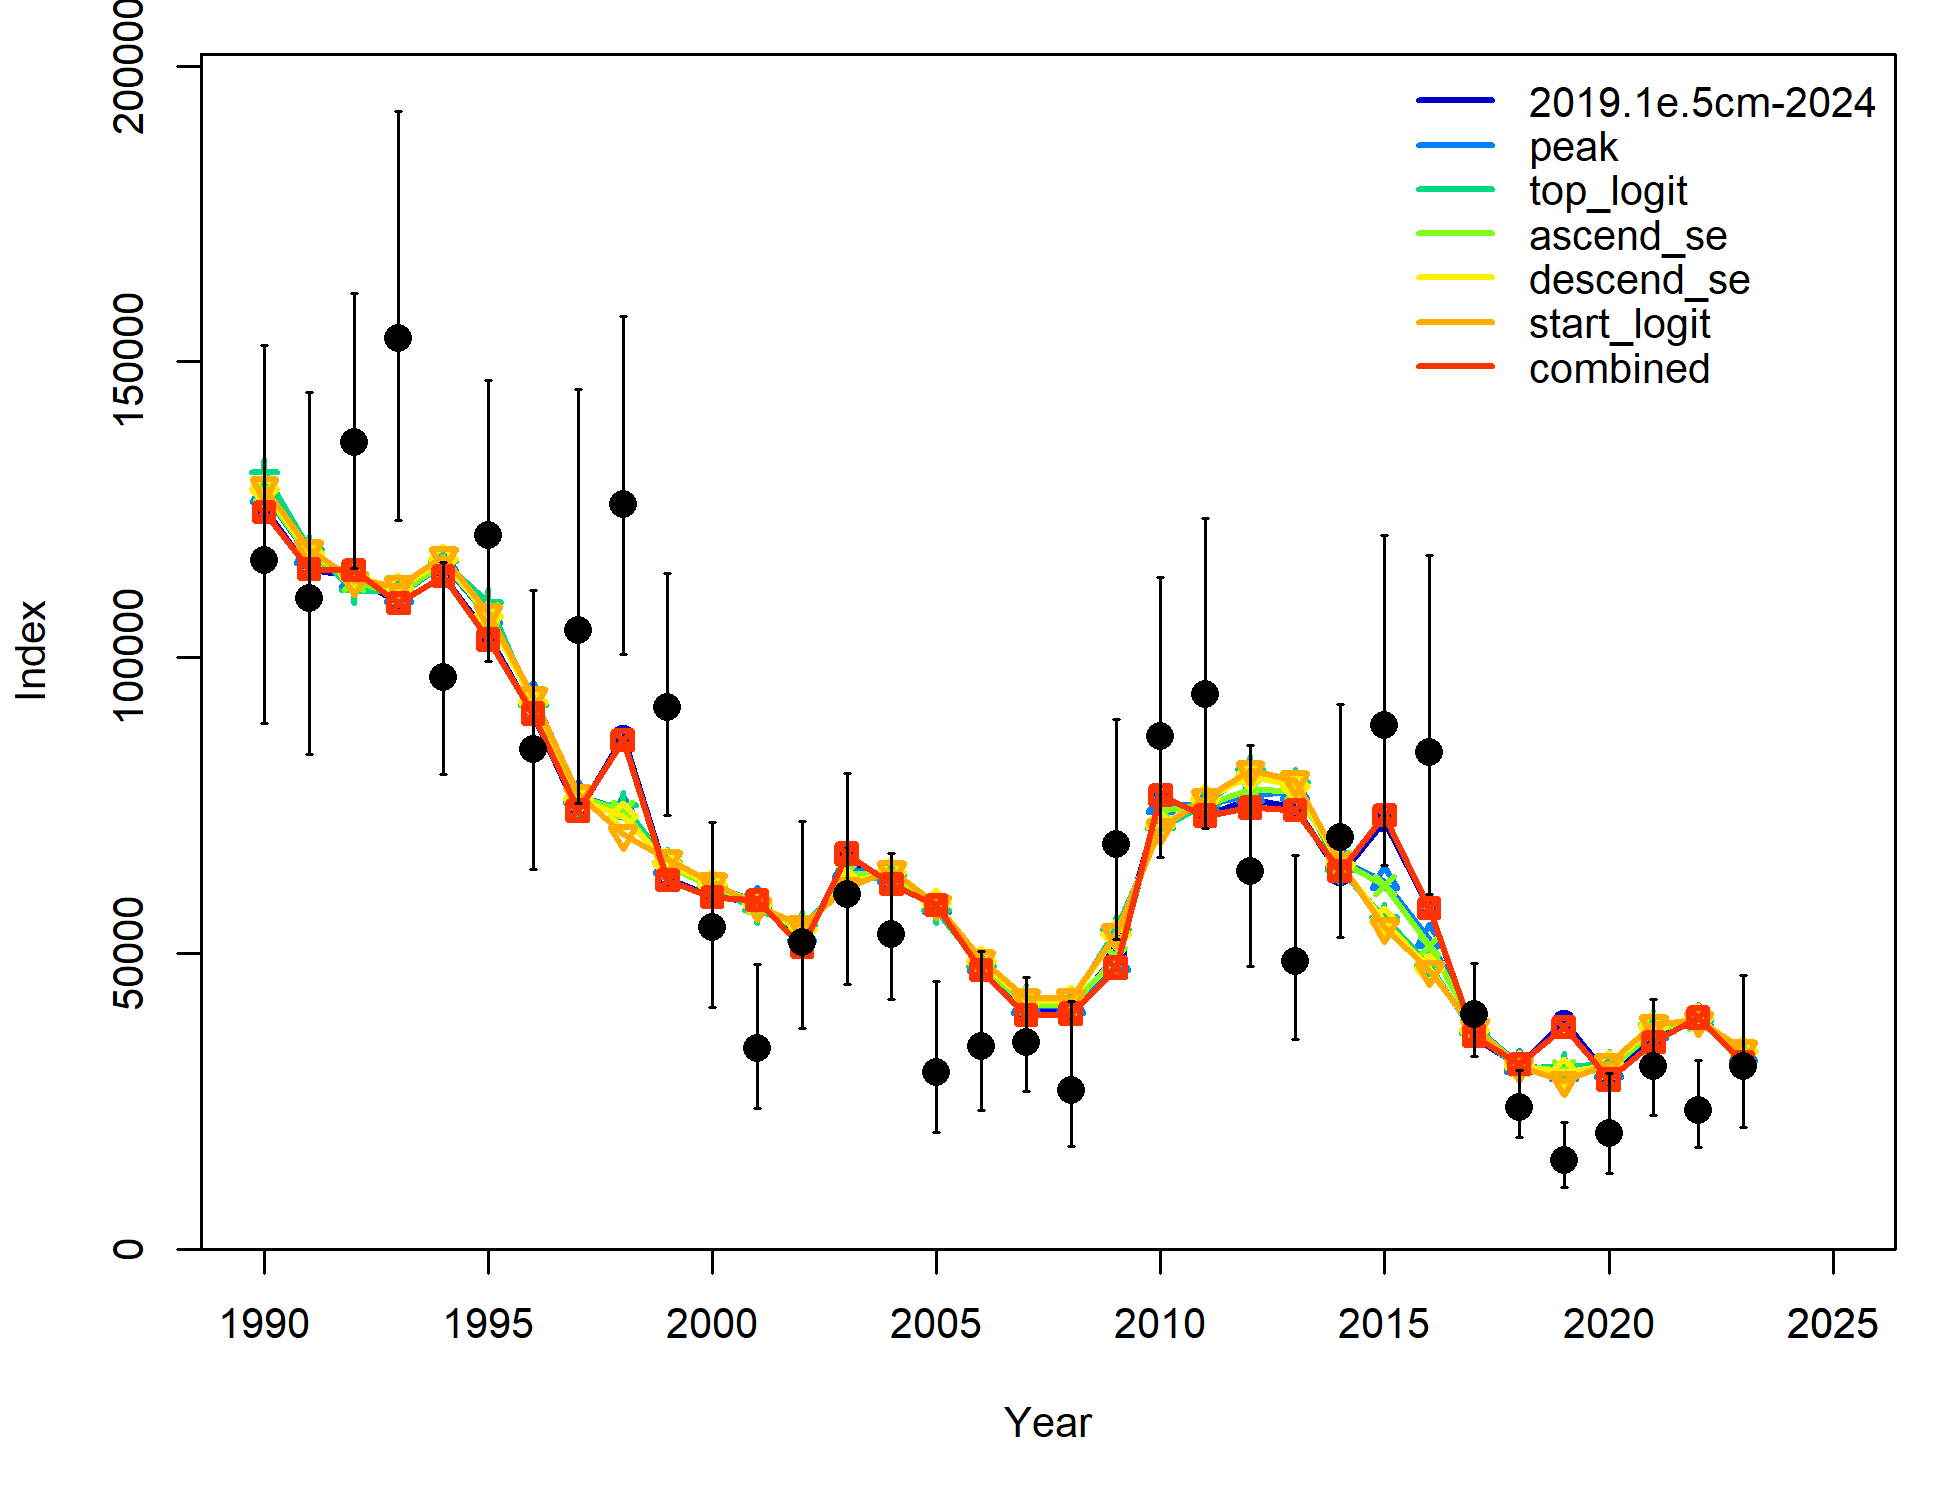 200000
150000
100000
50000
0
Index
2019.1e.5cm-2024
peak
top_logit
ascend_se
descend_se
start_logit
combined
1990 1995 2000 2005 2010 2015 2020 2025
Year